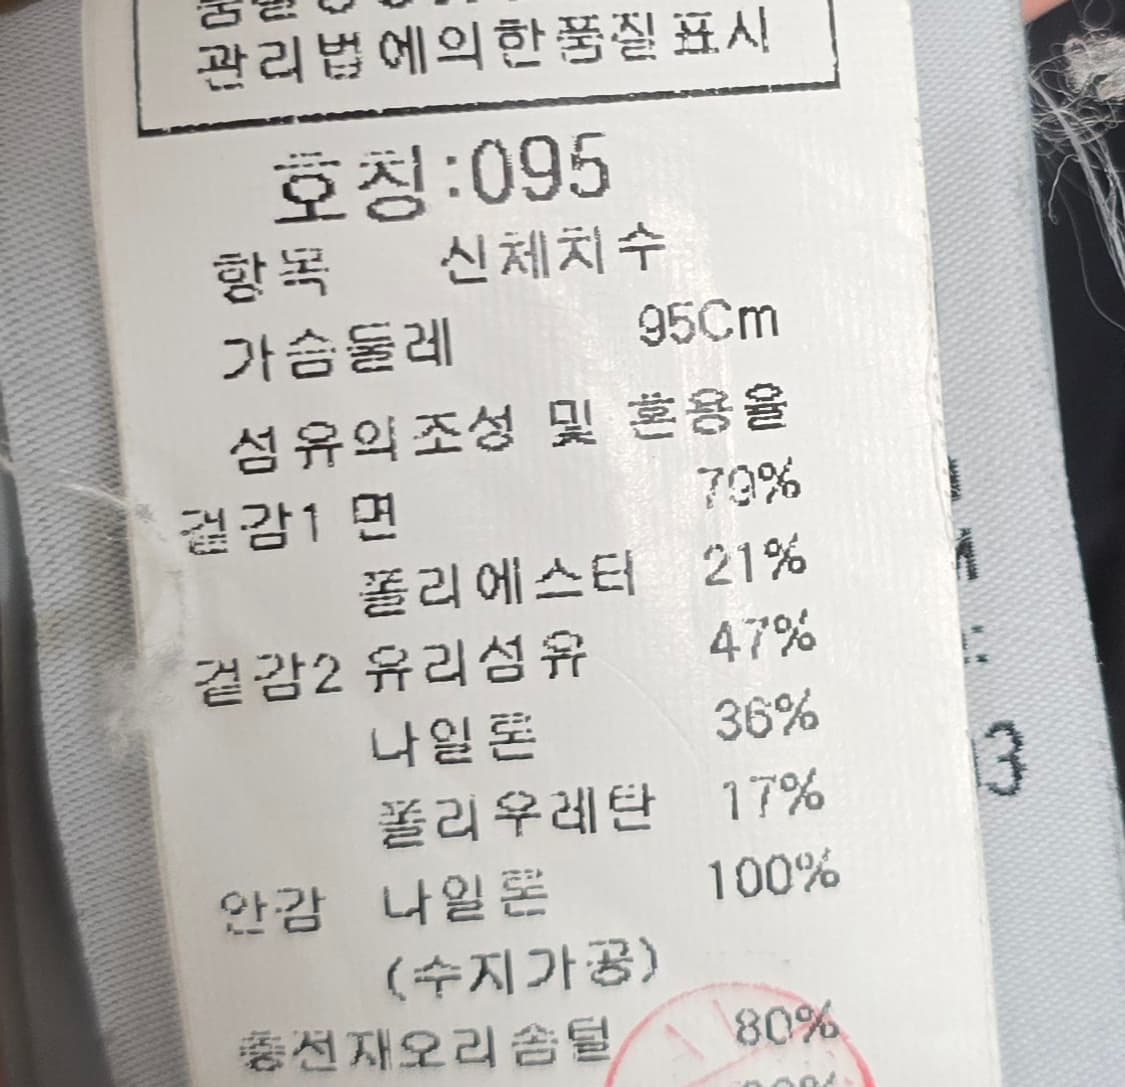 관리법에의한품질표시
호칭:095
항목 신체치수
가슴둘레 95Cm
섬유의조성 및 혼용율
겉감1 면 79%
폴리에스터 21%
겉감2 유리섬유 47%
나일론 36%
폴리우레탄 17%
안감 나일론 100%
(수지가공)
충전재오리솜털 80%
3